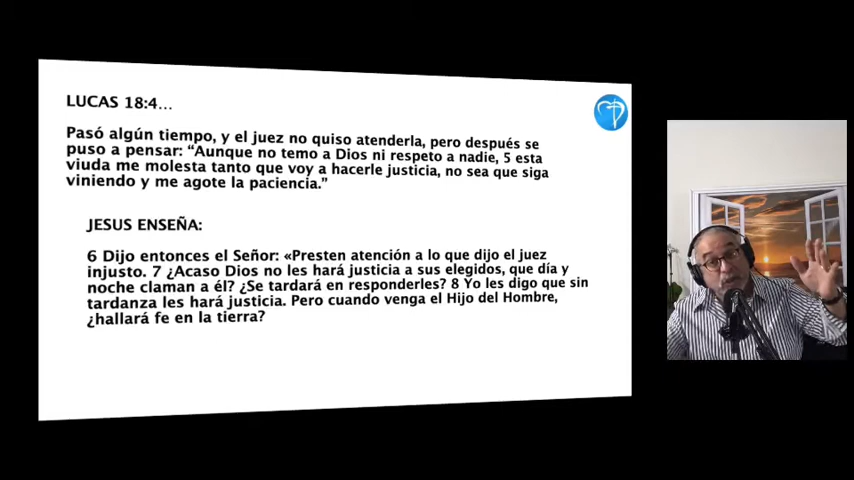 LUCAS 18:4...
Pasó algún tiempo, y el juez no quiso atenderla, pero después se
puso a pensar: “Aunque no temo a Dios ni respeto a nadie, 5 esta
viuda me molesta tanto que voy a hacerle justicia, no sea que siga
viniendo y me agote la paciencia.”
JESUS ENSEÑA:
6 Dijo entonces el Señor: «Presten atención a lo que dijo el juez
injusto. 7 ¿Acaso Dios no les hará justicia a sus elegidos, que día y
noche claman a él? ¿Se tardará en responderles? 8 Yo les digo que sin
tardanza les hará justicia. Pero cuando venga el Hijo del Hombre,
¿hallará fe en la tierra?